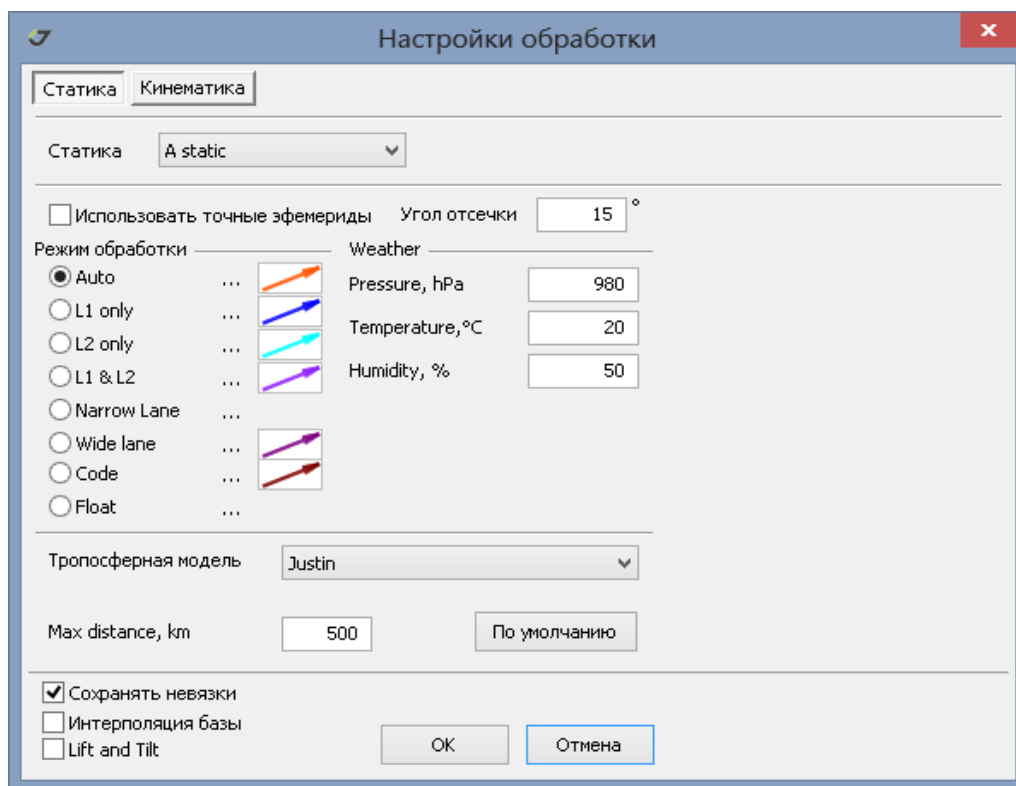 Настройки обработки
Статика Кинематика
Статика A static
Использовать точные эфемериды Угол отсечки 15 °
Режим обработки Weather
Auto ... Pressure, hPa 980
L1 only ...
L2 only ... Temperature,°C 20
L1 & L2 ... Humidity, % 50
Narrow Lane ...
Wide lane ...
Code ...
Float ...
Тропосферная модель Justin
Max distance, km 500 По умолчанию
Сохранять невязки
Интерполяция базы
Lift and Tilt OK Отмена